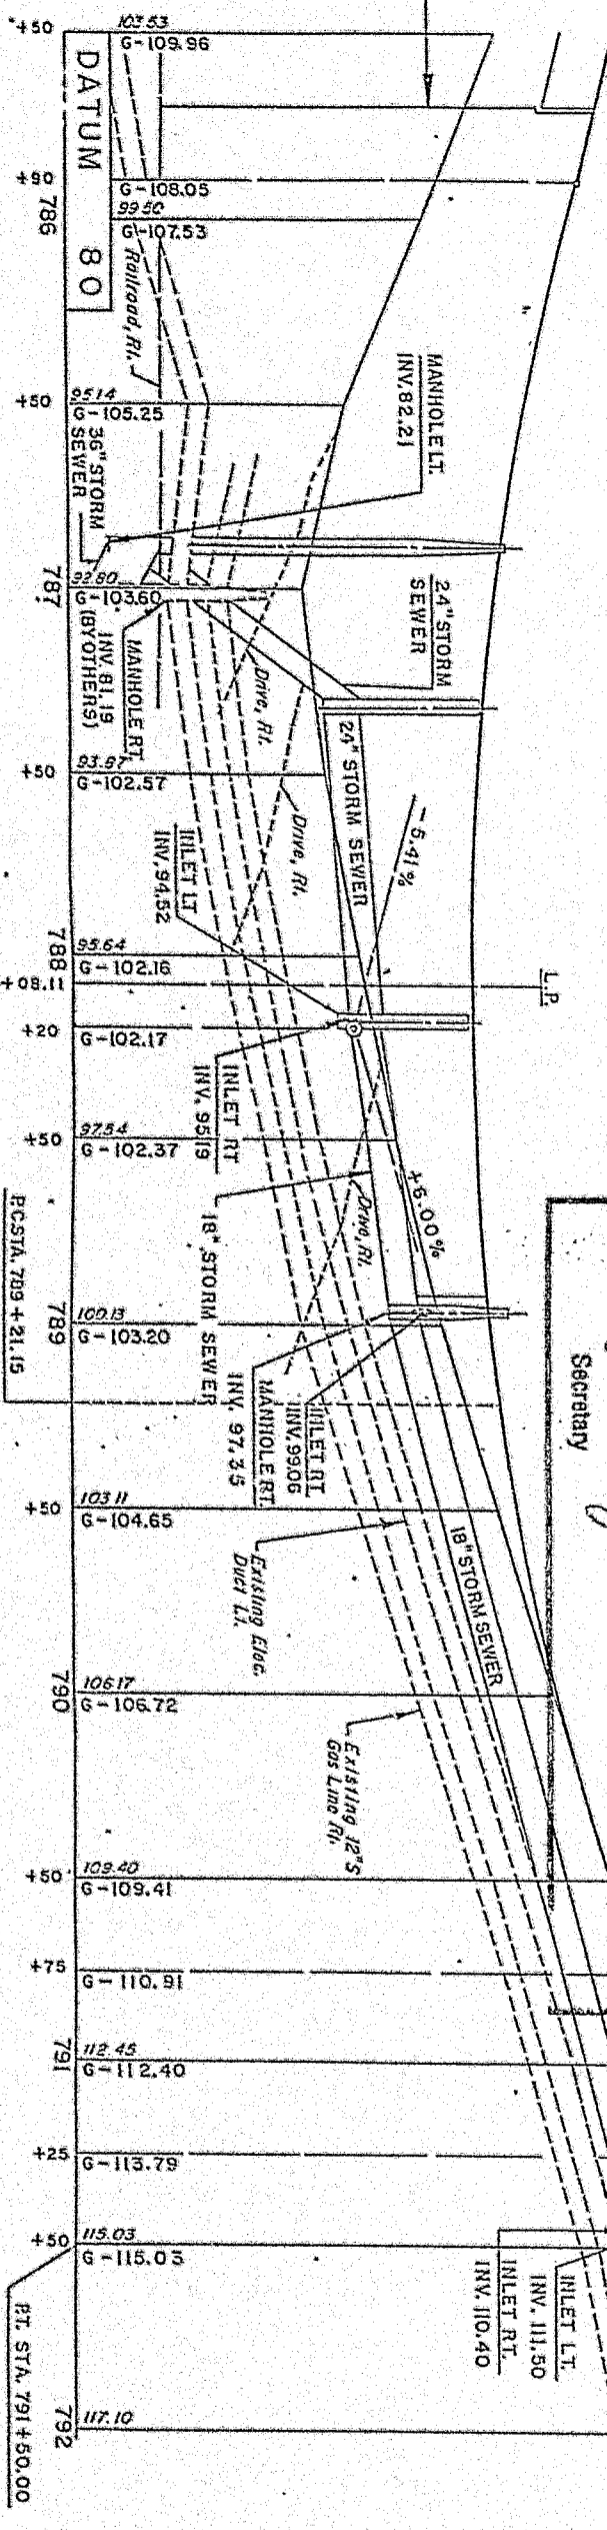 +50
103.53
G-109.96
DATUM 80
+90
G-108.05
786
99.50
G-107.53
Railroad, Rt.
+50
95.14
G-105.25
MANHOLE LT.
INV. 82.21
36" STORM
SEWER
787
92.80
G-103.60
MANHOLE RT.
INV. 81.19
(BY OTHERS)
24" STORM
SEWER
Drive, Rt.
+50
93.97
G-102.57
Drive, Rt.
24" STORM SEWER
-5.41%
INLET LT
INV. 94.52
788
95.64
G-102.16
+08.11
L.P.
+20
G-102.17
INLET RT
INV. 95.19
+50
97.54
G-102.37
18" STORM SEWER
Drive, Rt.
+6.00%
P.C. STA. 789+21.15
789
100.13
G-103.20
INLET RT.
INV. 99.06
MANHOLE RT.
INV. 97.35
Secretary
+50
103.11
G-104.65
Existing Elec.
Duct Lt.
18" STORM SEWER
790
106.17
G-106.72
Existing 12"S
Gas Line Rt.
+50
109.40
G-109.41
+75
G-110.91
791
112.45
G-112.40
+25
G-113.79
+50
115.03
G-115.03
INLET LT.
INV. 111.50
INLET RT.
INV. 110.40
P.T. STA. 791+50.00
792
117.10